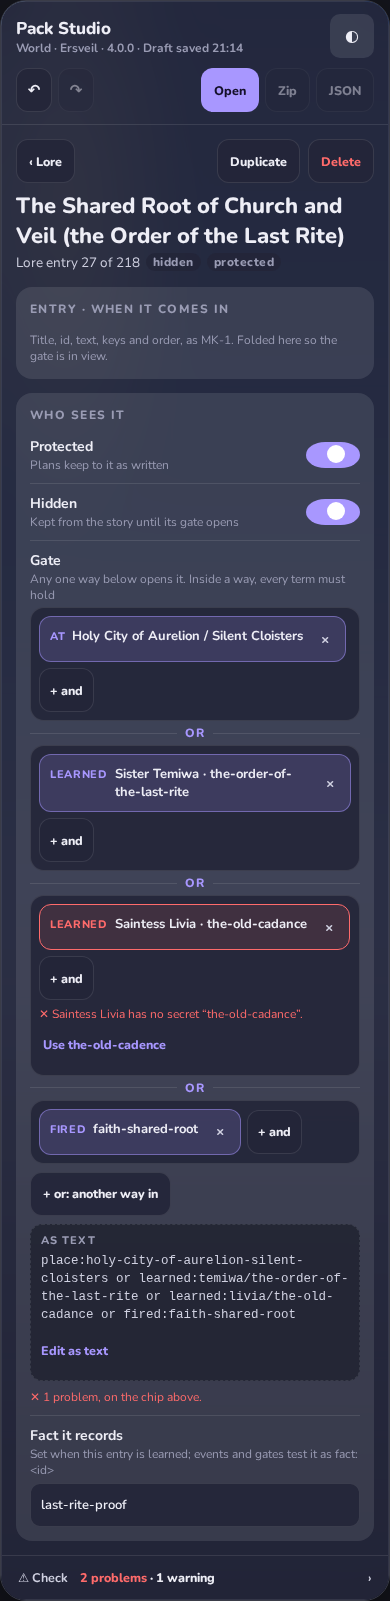 Pack Studio
World · Ersveil · 4.0.0 · Draft saved 21:14
Open
Zip
JSON
‹ Lore
Duplicate
Delete
The Shared Root of Church and
Veil (the Order of the Last Rite)
Lore entry 27 of 218 hidden protected
ENTRY · WHEN IT COMES IN
Title, id, text, keys and order, as MK-1. Folded here so the
gate is in view.
WHO SEES IT
Protected
Plans keep to it as written
Hidden
Kept from the story until its gate opens
Gate
Any one way below opens it. Inside a way, every term must
hold
AT Holy City of Aurelion / Silent Cloisters ×
+ and
OR
LEARNED Sister Temiwa · the-order-of-
the-last-rite ×
+ and
OR
LEARNED Saintess Livia · the-old-cadance ×
+ and
× Saintess Livia has no secret “the-old-cadance”.
Use the-old-cadence
OR
FIRED faith-shared-root × + and
+ or: another way in
AS TEXT
place:holy-city-of-aurelion-silent-
cloisters or learned:temiwa/the-order-of-
the-last-rite or learned:livia/the-old-
cadance or fired:faith-shared-root
Edit as text
× 1 problem, on the chip above.
Fact it records
Set when this entry is learned; events and gates test it as fact:
<id>
last-rite-proof
⚠ Check 2 problems · 1 warning ›